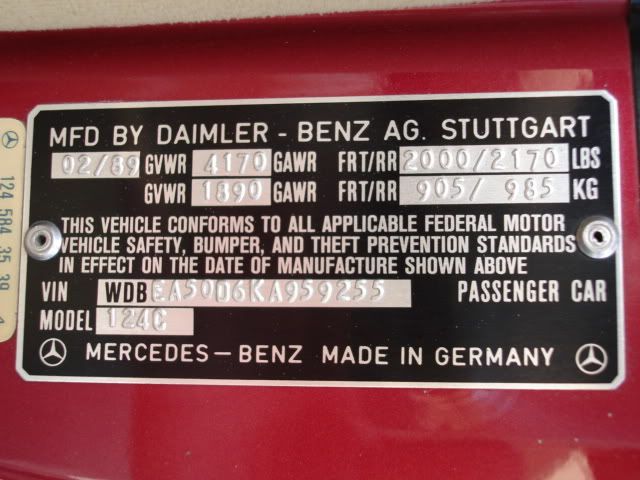 MFD BY DAIMLER - BENZ AG. STUTTGART
02/89 GVWR 4170 GAWR FRT/RR 2000/2170 LBS
GVWR 1890 GAWR FRT/RR 905/ 985 KG
THIS VEHICLE CONFORMS TO ALL APPLICABLE FEDERAL MOTOR
VEHICLE SAFETY, BUMPER, AND THEFT PREVENTION STANDARDS
IN EFFECT ON THE DATE OF MANUFACTURE SHOWN ABOVE
VIN WDBEA50D6KA959255 PASSENGER CAR
MODEL 124C
MERCEDES-BENZ MADE IN GERMANY
124 584 35 39